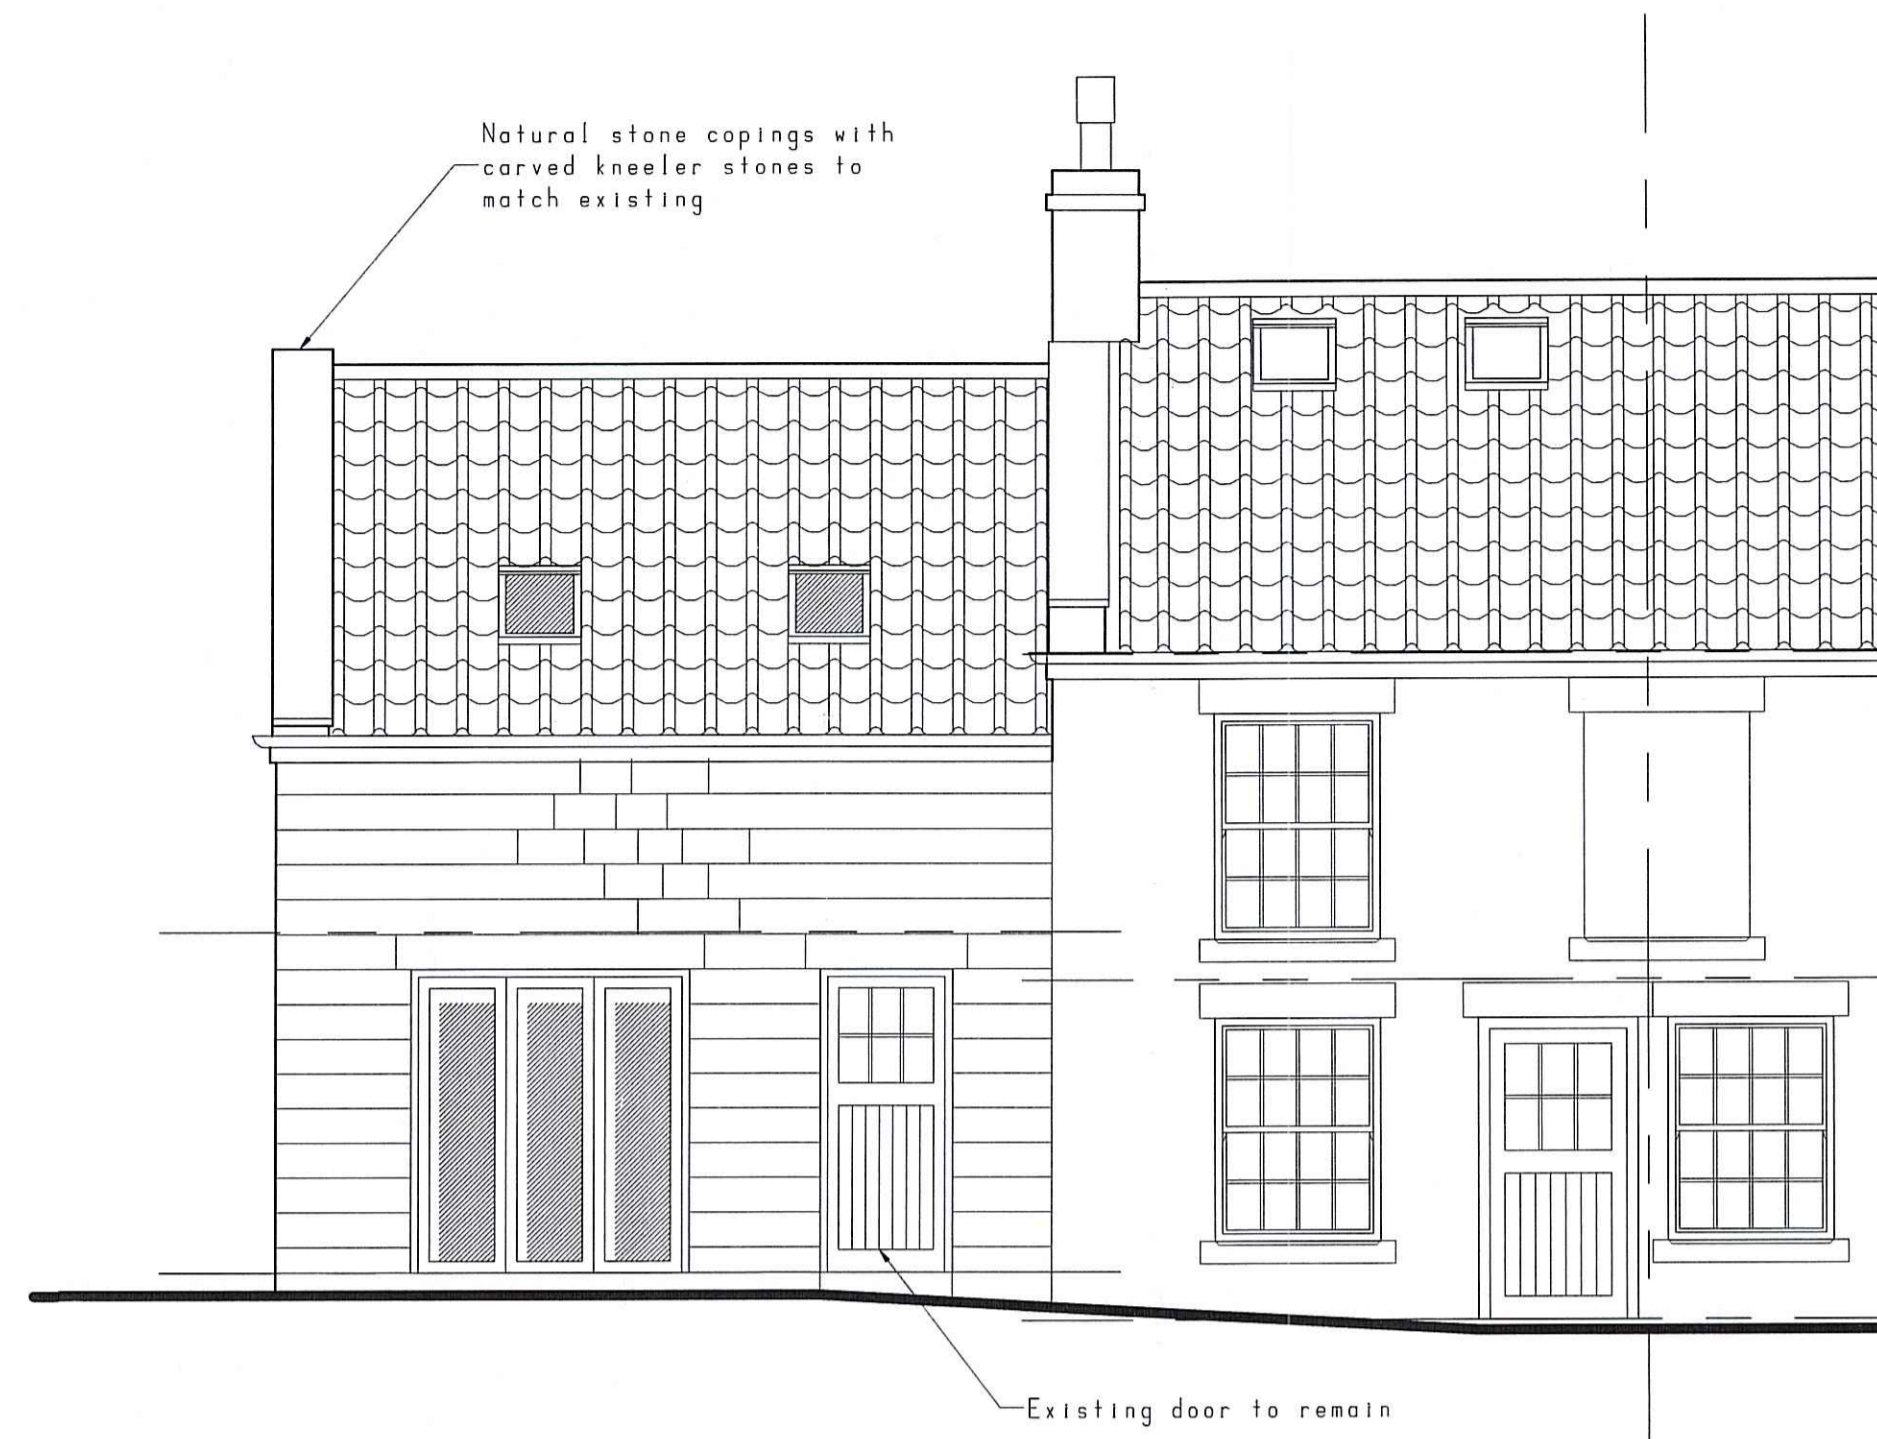 Natural stone copings with
carved kneeler stones to
match existing
Existing door to remain